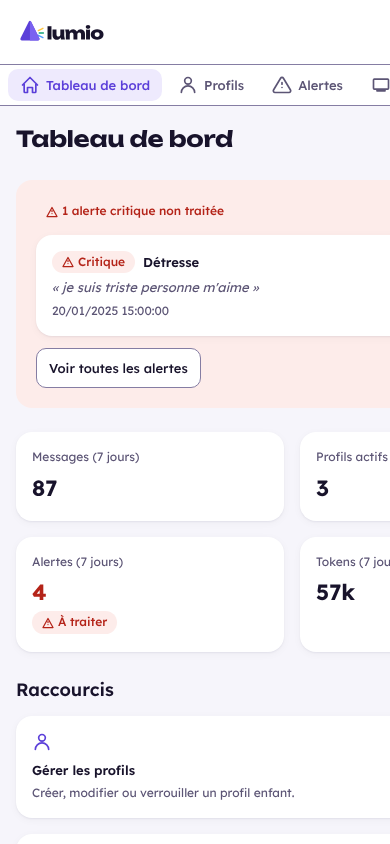 lumio
Tableau de bord
Profils
Alertes
Tableau de bord
1 alerte critique non traitée
Critique
Détresse
« je suis triste personne m'aime »
20/01/2025 15:00:00
Voir toutes les alertes
Messages (7 jours)
87
Profils actifs
3
Alertes (7 jours)
4
À traiter
Tokens (7 jou
57k
Raccourcis
Gérer les profils
Créer, modifier ou verrouiller un profil enfant.